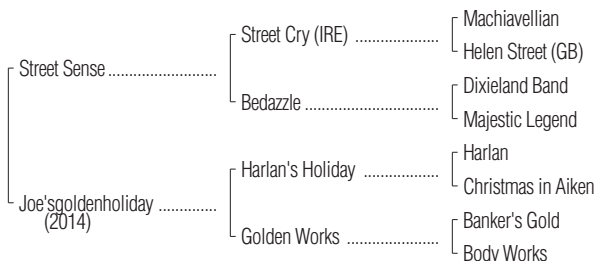 Machiavellian
Street Cry (IRE) ....................
Helen Street (GB)
Street Sense ..........................
Dixieland Band
Bedazzle ................................
Majestic Legend
Harlan
Harlan's Holiday ..................
Christmas in Aiken
Joe'sgoldenholiday ..............
(2014)
Banker's Gold
Golden Works ......................
Body Works